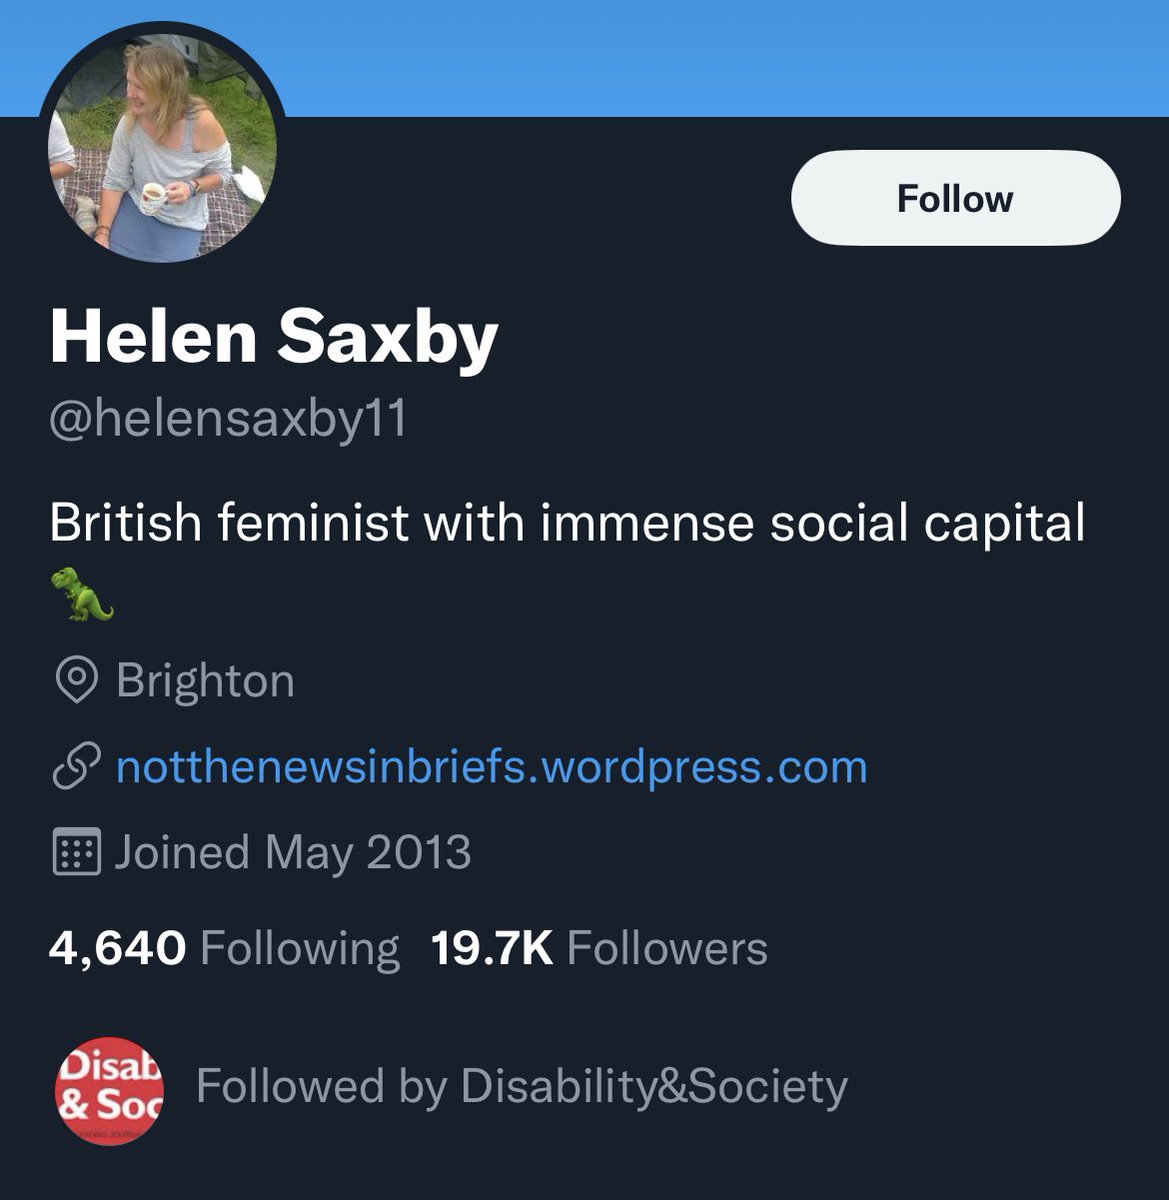 Follow
Helen Saxby
@helensaxby11
British feminist with immense social capital
🦖
Brighton
notthenewsinbriefs.wordpress.com
Joined May 2013
4,640 Following 19.7K Followers
Disab
& Soc
Followed by Disability&Society